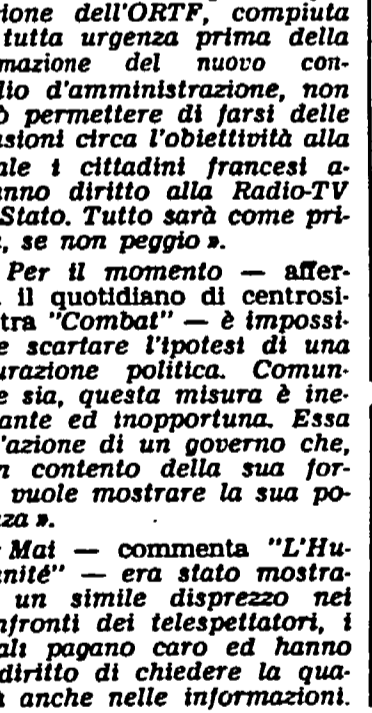 ione dell'ORTF, compiuta
tutta urgenza prima della
mazione del nuovo con-
lio d'amministrazione, non
ò permettere di farsi delle
sioni circa l'obiettività alla
ale i cittadini francesi a-
nno diritto alla Radio-TV
Stato. Tutto sarà come pri-
, se non peggio ».
Per il momento — affer-
il quotidiano di centrosi-
tra "Combat" — è impossi-
e scartare l'ipotesi di una
urazione politica. Comun-
e sia, questa misura è ine-
ante ed inopportuna. Essa
'azione di un governo che,
n contento della sua for-
vuole mostrare la sua po-
za ».
Mai — commenta "L'Hu-
nité" — era stato mostra-
un simile disprezzo nei
nfronti dei telespettatori, i
ali pagano caro ed hanno
diritto di chiedere la qua-
à anche nelle informazioni.